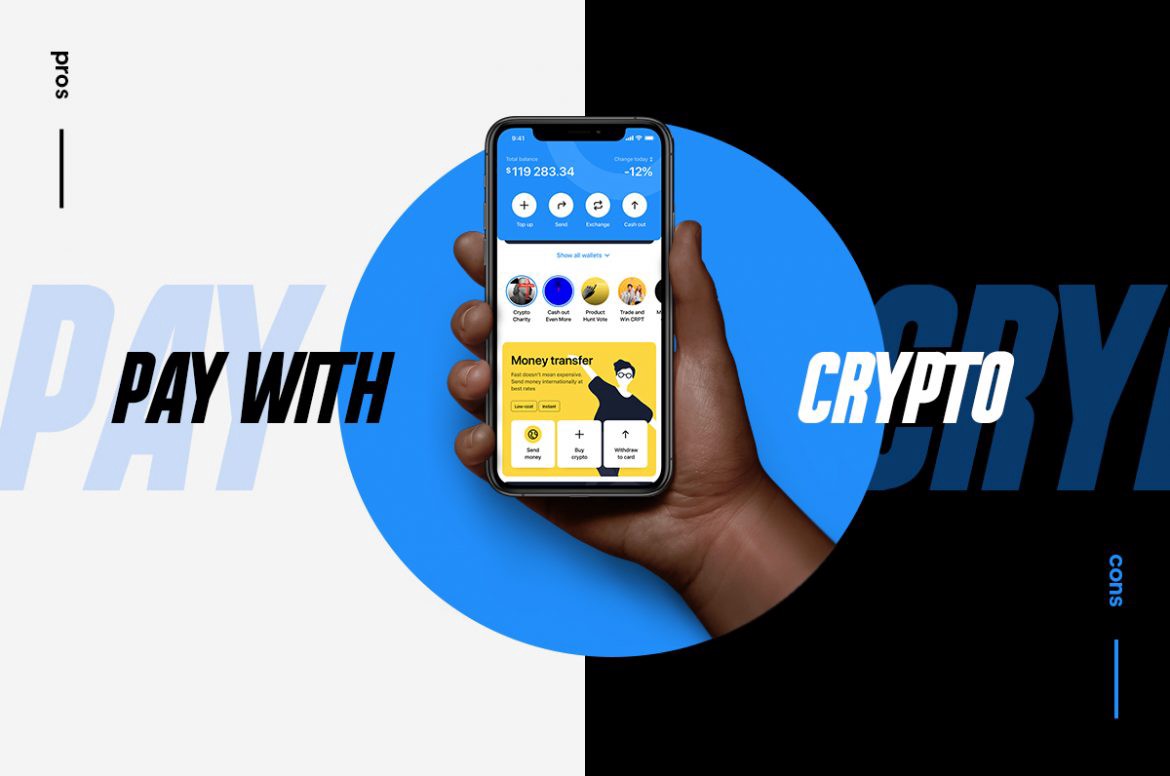 pros
PAY
CRY
PAY WITH
CRYPTO
9:41
Total balance
Change today
$119 283.34
-12%
Top up
Send
Exchange
Cash out
Show all wallets
Crypto
Charity
Cash out
Even More
Product
Hunt Vote
Trade and
Win CRPT
M
Money transfer
Fast doesn't mean expensive.
Send money internationally at
best rates
Low-cost
Instant
Send
money
Buy
crypto
Withdraw
to card
cons